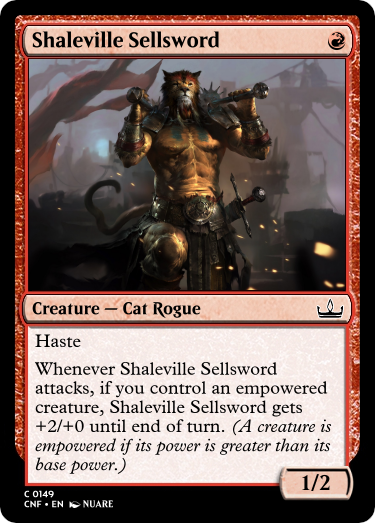 Shaleville Sellsword
Creature — Cat Rogue
Haste
Whenever Shaleville Sellsword
attacks, if you control an empowered
creature, Shaleville Sellsword gets
+2/+0 until end of turn. (A creature is
empowered if its power is greater than its
base power.)
1/2
C 0149
CNF • EN NUARE